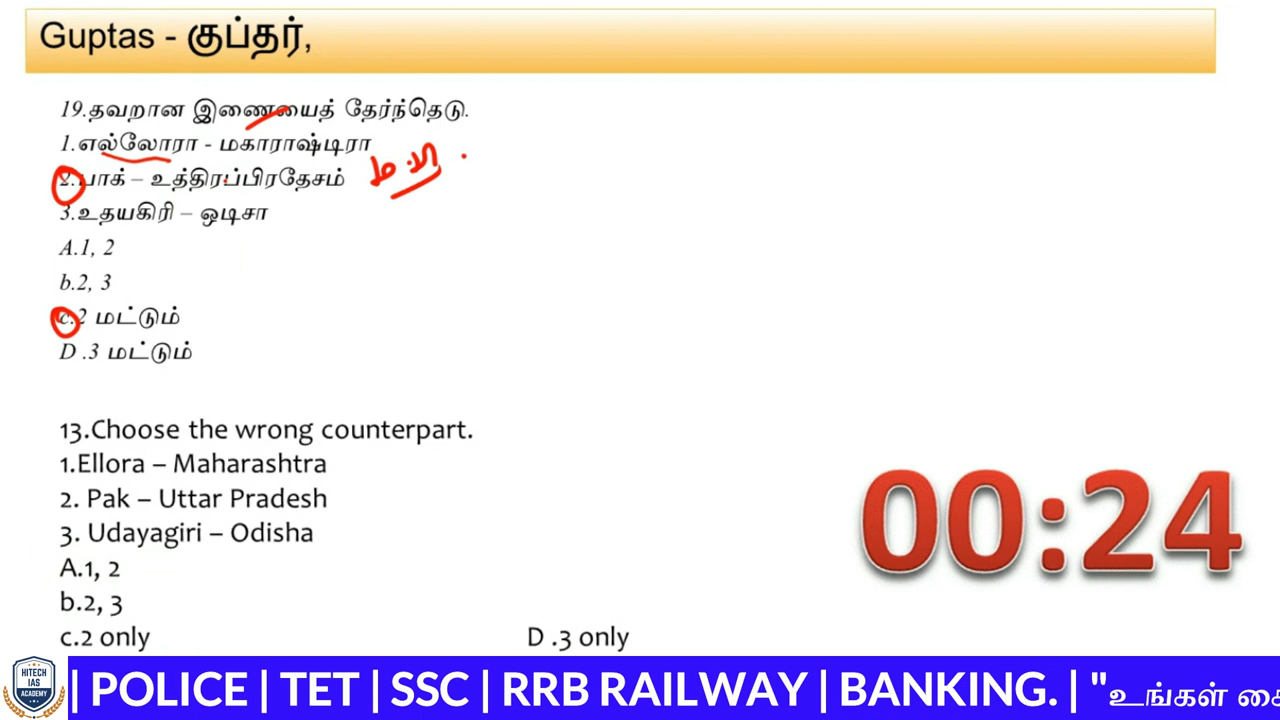 Guptas - குப்தர்,
19.தவறான இணையைத் தேர்ந்தெடு.
1.எல்லோரா - மகாராஷ்டிரா
2.பாக் – உத்திரப்பிரதேசம்
ம.பி
3.உதயகிரி – ஒடிசா
A.1, 2
b.2, 3
c.2 மட்டும்
D .3 மட்டும்
13.Choose the wrong counterpart.
1.Ellora – Maharashtra
2. Pak – Uttar Pradesh
3. Udayagiri – Odisha
A.1, 2
b.2, 3
c.2 only D .3 only
00:24
HITECH
IAS
ACADEMY
| POLICE | TET | SSC | RRB RAILWAY | BANKING. | "உங்கள்